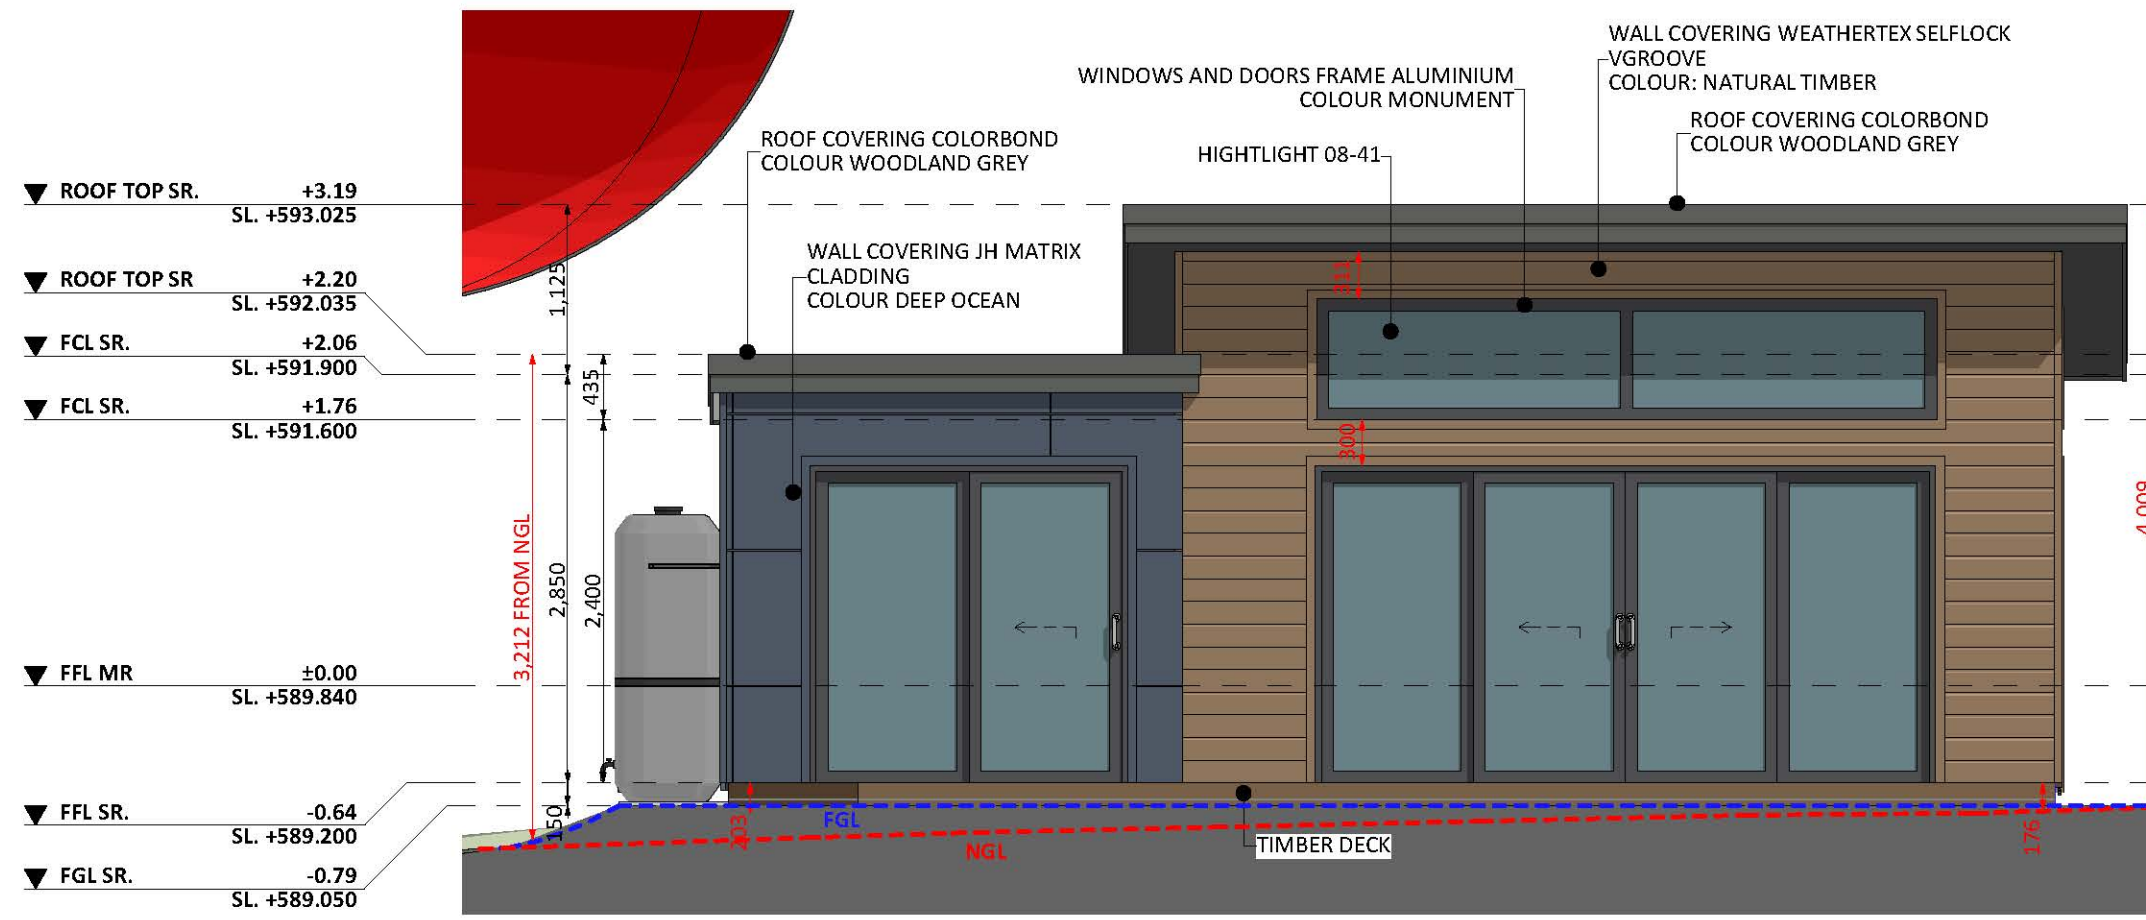 WALL COVERING WEATHERTEX SELFLOCK
VGROOVE
COLOUR: NATURAL TIMBER
WINDOWS AND DOORS FRAME ALUMINIUM
COLOUR MONUMENT
ROOF COVERING COLORBOND
COLOUR WOODLAND GREY
ROOF COVERING COLORBOND
COLOUR WOODLAND GREY
HIGHTLIGHT 08-41
ROOF TOP SR. +3.19
SL. +593.025
WALL COVERING JH MATRIX
CLADDING
COLOUR DEEP OCEAN
ROOF TOP SR +2.20
SL. +592.035
1,125
311
FCL SR. +2.06
SL. +591.900
435
FCL SR. +1.76
SL. +591.600
300
4,009
3,212 FROM NGL
2,850
2,400
FFL MR ±0.00
SL. +589.840
FFL SR. -0.64
SL. +589.200
150
203
FGL
NGL
TIMBER DECK
176
FGL SR. -0.79
SL. +589.050